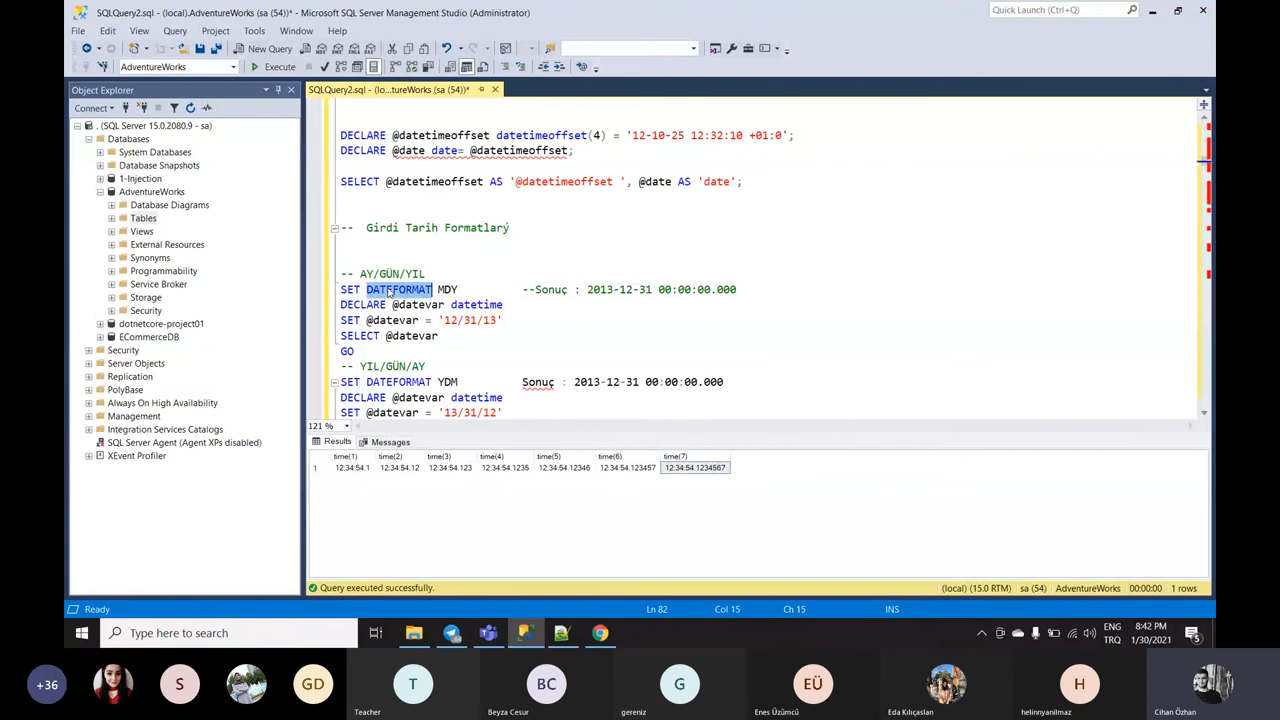 SQLQuery2.sql - (local).AdventureWorks (sa (54))* - Microsoft SQL Server Management Studio (Administrator)
Quick Launch (Ctrl+Q)
File Edit View Query Project Tools Window Help
New Query
AdventureWorks
Execute
Object Explorer
SQLQuery2.sql - (lo...tureWorks (sa (54))*
Connect
. (SQL Server 15.0.2080.9 - sa)
Databases
System Databases
Database Snapshots
1-Injection
AdventureWorks
Database Diagrams
Tables
Views
External Resources
Synonyms
Programmability
Service Broker
Storage
Security
dotnetcore-project01
ECommerceDB
Security
Server Objects
Replication
PolyBase
Always On High Availability
Management
Integration Services Catalogs
SQL Server Agent (Agent XPs disabled)
XEvent Profiler
DECLARE @datetimeoffset datetimeoffset(4) = '12-10-25 12:32:10 +01:0';
DECLARE @date date= @datetimeoffset;
SELECT @datetimeoffset AS '@datetimeoffset ', @date AS 'date';
-- Girdi Tarih Formatlarý
-- AY/GÜN/YIL
SET DATEFORMAT MDY --Sonuç : 2013-12-31 00:00:00.000
DECLARE @datevar datetime
SET @datevar = '12/31/13'
SELECT @datevar
GO
-- YIL/GÜN/AY
SET DATEFORMAT YDM Sonuç : 2013-12-31 00:00:00.000
DECLARE @datevar datetime
SET @datevar = '13/31/12'
121 %
Results Messages
time(1) time(2) time(3) time(4) time(5) time(6) time(7)
1 12:34:54.1 12:34:54.12 12:34:54.123 12:34:54.1235 12:34:54.12346 12:34:54.123457 12:34:54.1234567
Query executed successfully.
(local) (15.0 RTM) sa (54) AdventureWorks 00:00:00 1 rows
Ready
Ln 82 Col 15 Ch 15 INS
Type here to search
ENG
TRQ
8:42 PM
1/30/2021
5
+36 S GD T BC G EÜ H
Teacher Beyza Cesur gereniz Enes Üzümcü Eda Kılıçaslan helinnyanilmaz Cihan Özhan